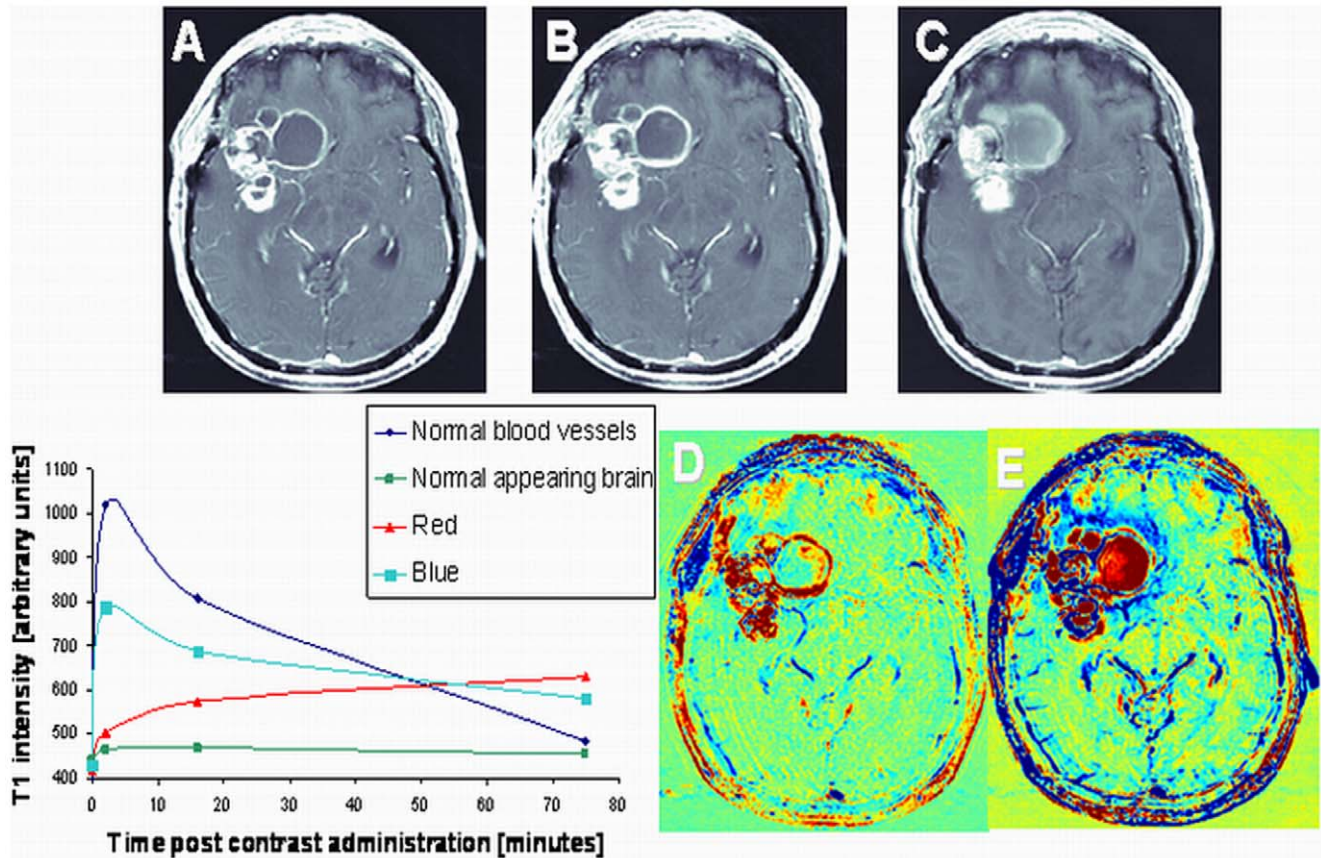 A
B
C
Normal blood vessels
Normal appearing brain
Red
Blue
T1 intensity [arbitrary units]
1100
1000
900
800
700
600
500
400
0 10 20 30 40 50 60 70 80
Time post contrast administration [minutes]
D
E